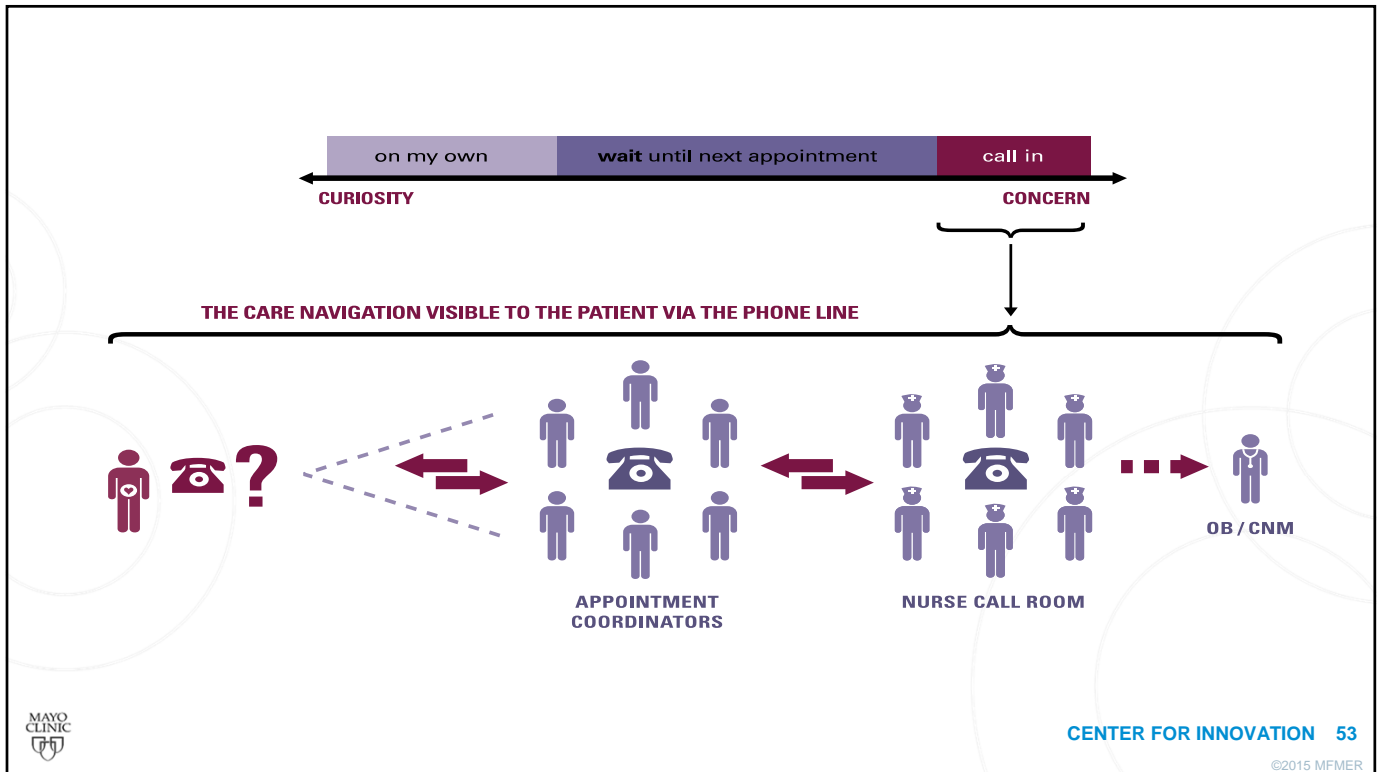 on my own wait until next appointment call in
CURIOSITY CONCERN
THE CARE NAVIGATION VISIBLE TO THE PATIENT VIA THE PHONE LINE
?
OB / CNM
APPOINTMENT
COORDINATORS
NURSE CALL ROOM
MAYO
CLINIC
CENTER FOR INNOVATION 53
©2015 MFMER